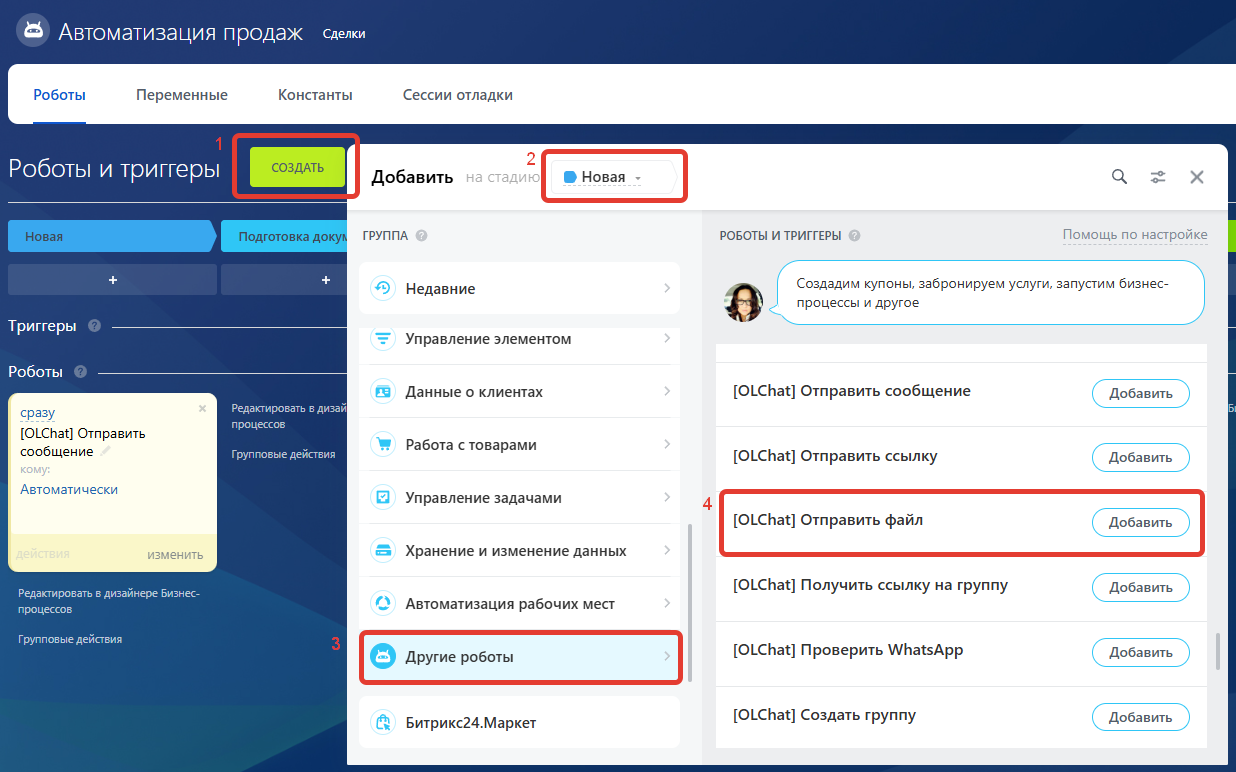 Автоматизация продаж Сделки
Роботы Переменные Константы Сессии отладки
1
Роботы и триггеры
СОЗДАТЬ
Новая
Подготовка докум
+ +
Триггеры ?
Роботы ?
сразу
[OLChat] Отправить
сообщение
кому:
Автоматически
действия изменить
Редактировать в дизайнере Бизнес-
процессов
Групповые действия
Редактировать в дизай
процессов
Групповые действия
2
Добавить на стадию Новая
ГРУППА ?
Недавние
Управление элементом
Данные о клиентах
Работа с товарами
Управление задачами
Хранение и изменение данных
Автоматизация рабочих мест
3
Другие роботы
Битрикс24.Маркет
РОБОТЫ И ТРИГГЕРЫ ?
Помощь по настройке
Создадим купоны, забронируем услуги, запустим бизнес-
процессы и другое
[OLChat] Отправить сообщение Добавить
[OLChat] Отправить ссылку Добавить
4
[OLChat] Отправить файл Добавить
[OLChat] Получить ссылку на группу Добавить
[OLChat] Проверить WhatsApp Добавить
[OLChat] Создать группу Добавить